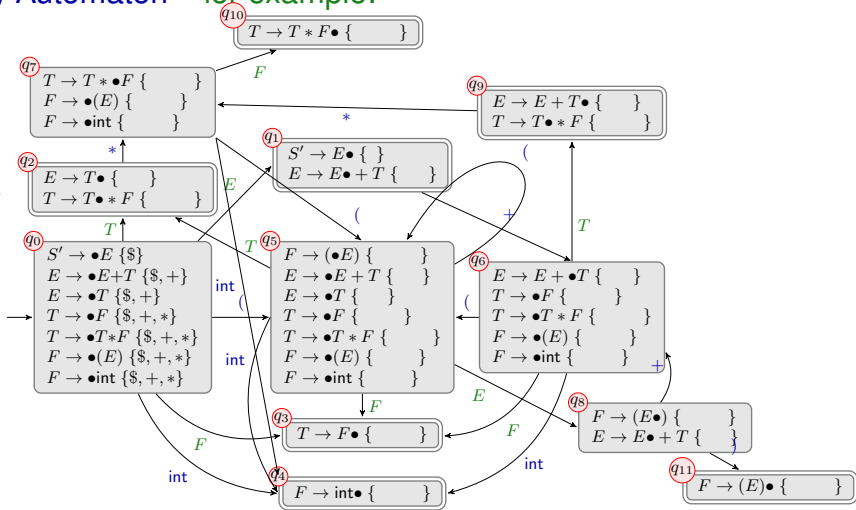 y Automaton – for example:
q10
T → T ∗ F● { }
F
q7
T → T ∗ ●F { }
F → ●(E) { }
F → ●int { }
q9
E → E + T● { }
T → T● ∗ F { }
*
*
q1
S′ → E● { }
E → E● + T { }
(
q2
E → T● { }
T → T● ∗ F { }
E
(
+
T
T
T
q0
S′ → ●E {$}
E → ●E+T {$, +}
E → ●T {$, +}
T → ●F {$, +, ∗}
T → ●T∗F {$, +, ∗}
F → ●(E) {$, +, ∗}
F → ●int {$, +, ∗}
int
(
int
q5
F → (●E) { }
E → ●E + T { }
E → ●T { }
T → ●F { }
T → ●T ∗ F { }
F → ●(E) { }
F → ●int { }
(
q6
E → E + ●T { }
T → ●F { }
T → ●T ∗ F { }
F → ●(E) { }
F → ●int { }
+
E
F
q8
F → (E●) { }
E → E● + T { }
)
q3
T → F● { }
F
F
int
int
q4
F → int● { }
q11
F → (E)● { }